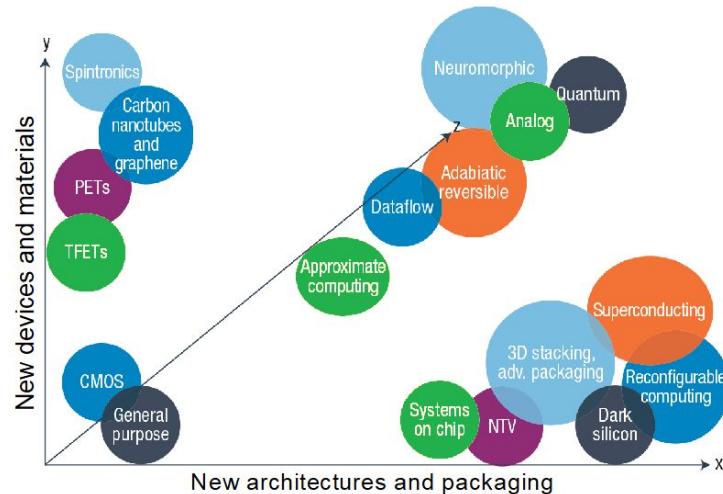 y
Spintronics
Carbon
nanotubes
and
graphene
PETs
TFETs
CMOS
General
purpose
New devices and materials
Neuromorphic
Quantum
Analog
z
Adabiatic
reversible
Dataflow
Approximate
computing
Superconducting
3D stacking,
adv. packaging
Reconfigurable
computing
Systems
on chip
NTV
Dark
silicon
x
New architectures and packaging